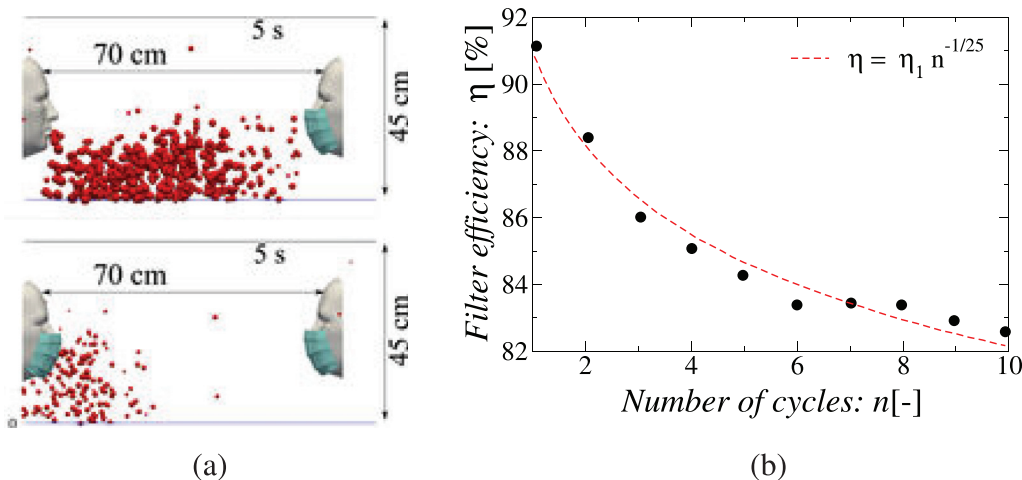 5 s
70 cm
45 cm
5 s
70 cm
45 cm
(a)
92
90
88
86
84
82
Filter efficiency: η [%]
η = η₁ n⁻¹/²⁵
2
4
6
8
10
Number of cycles: n[-]
(b)